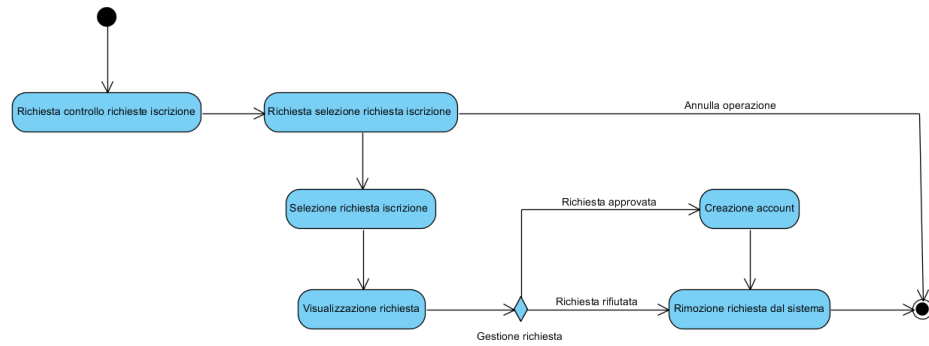 Annulla operazione
Richiesta controllo richieste iscrizione
Richiesta selezione richiesta iscrizione
Richiesta approvata
Selezione richiesta iscrizione
Creazione account
Richiesta rifiutata
Visualizzazione richiesta
Rimozione richiesta dal sistema
Gestione richiesta